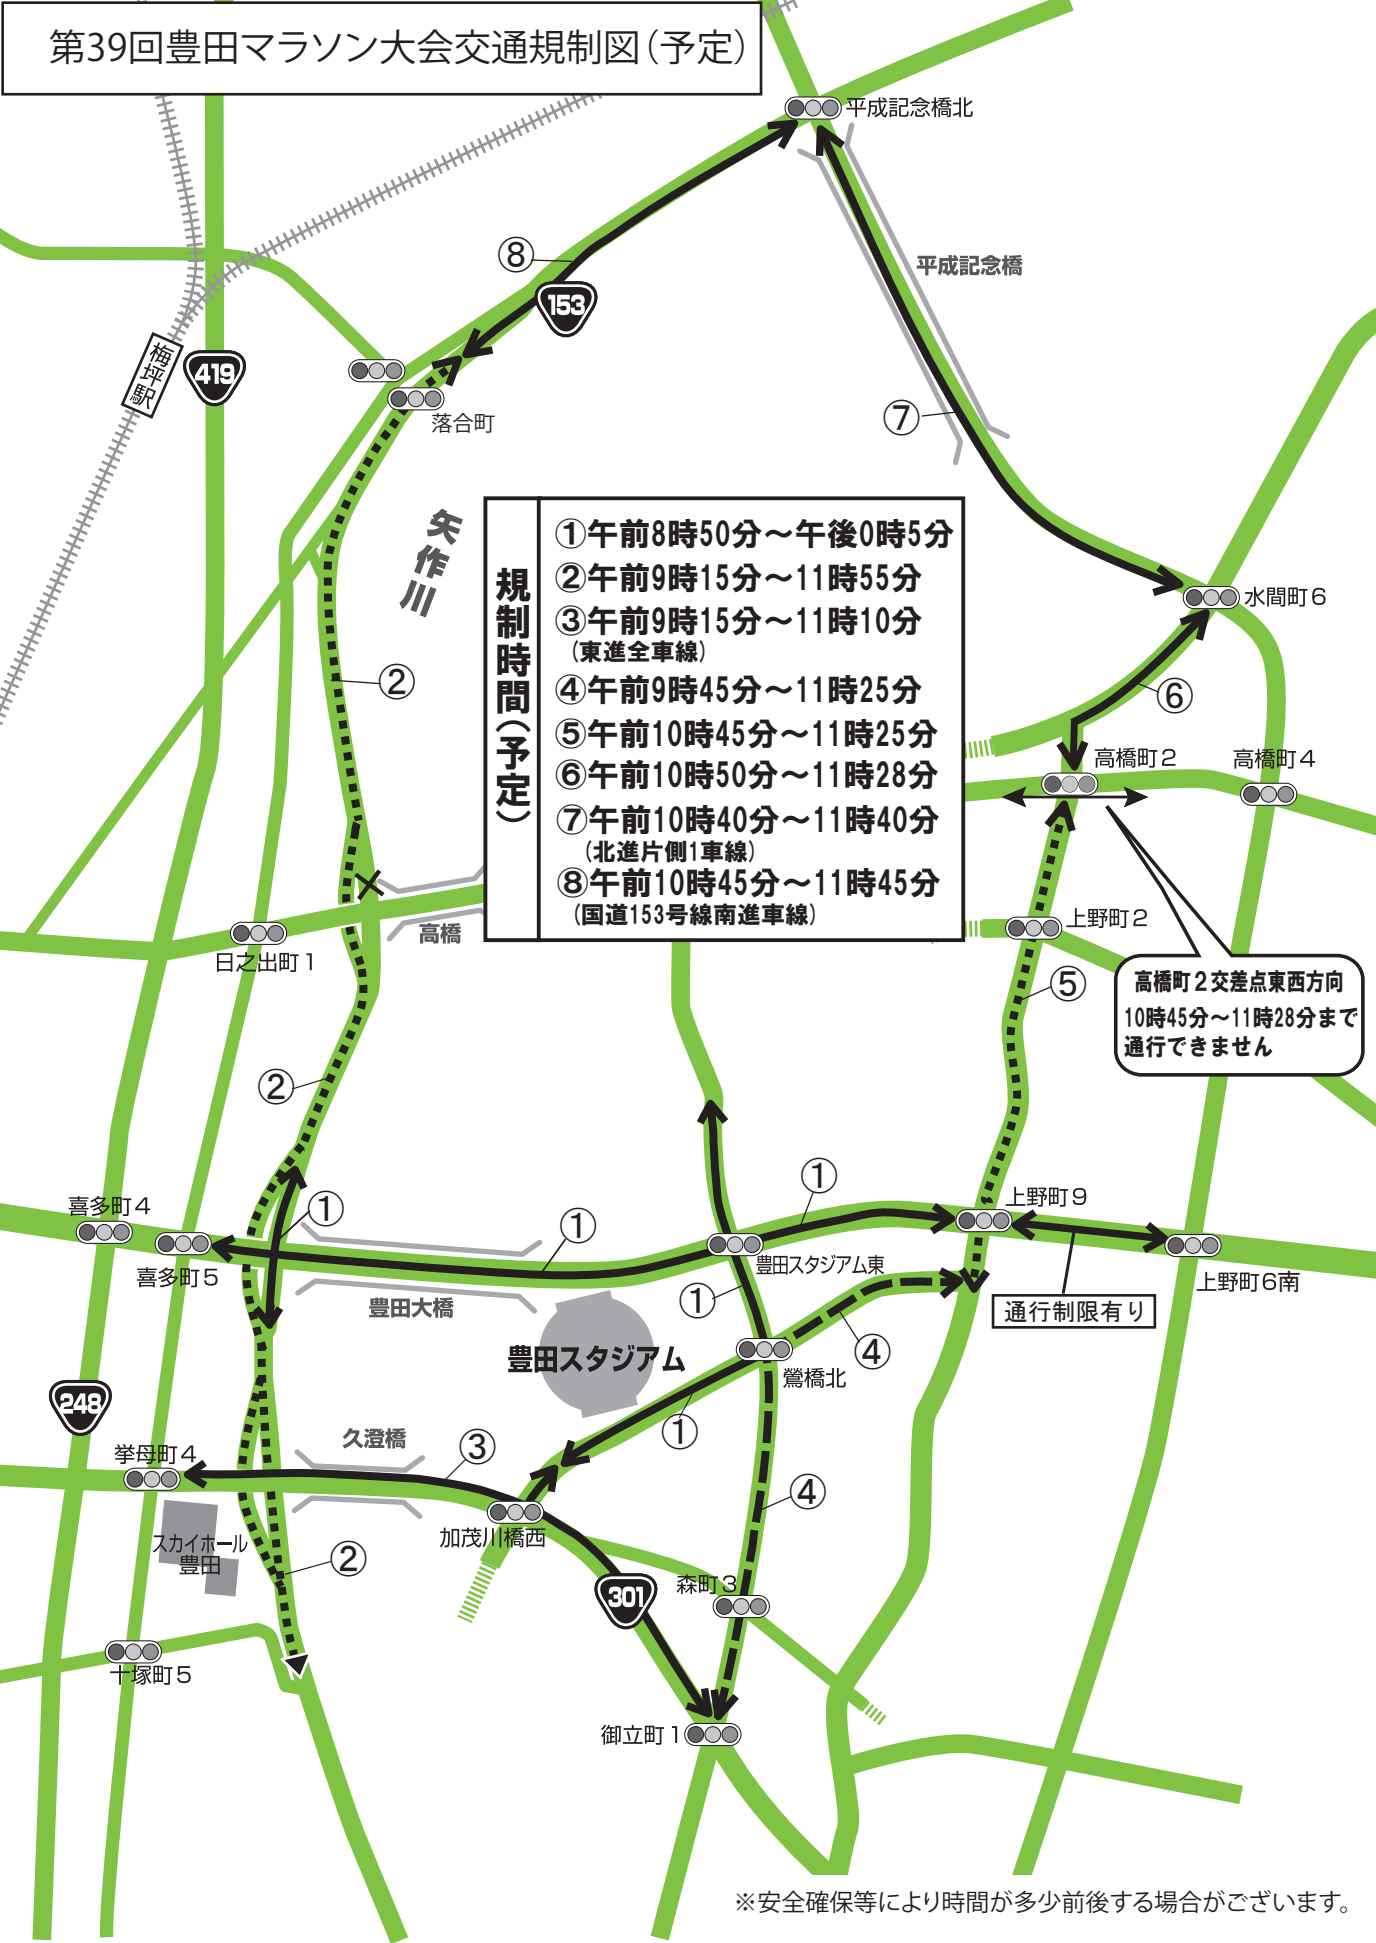 第39回豊田マラソン大会交通規制図(予定)
平成記念橋北
⑧
平成記念橋
153
梅坪駅
419
落合町
⑦
矢作川
規制時間(予定)
①午前8時50分～午後0時5分
②午前9時15分～11時55分
③午前9時15分～11時10分
(東進全車線)
④午前9時45分～11時25分
⑤午前10時45分～11時25分
⑥午前10時50分～11時28分
⑦午前10時40分～11時40分
(北進片側1車線)
⑧午前10時45分～11時45分
(国道153号線南進車線)
水間町6
②
⑥
高橋町2
高橋町4
上野町2
高橋
日之出町1
⑤
高橋町2交差点東西方向
10時45分～11時28分まで
通行できません
②
喜多町4
①
①
①
上野町9
喜多町5
豊田スタジアム東
上野町6南
豊田大橋
①
通行制限有り
豊田スタジアム
④
鶯橋北
248
①
久澄橋
③
挙母町4
④
加茂川橋西
スカイホール
豊田
②
森町3
301
十塚町5
御立町1
※安全確保等により時間が多少前後する場合がございます。